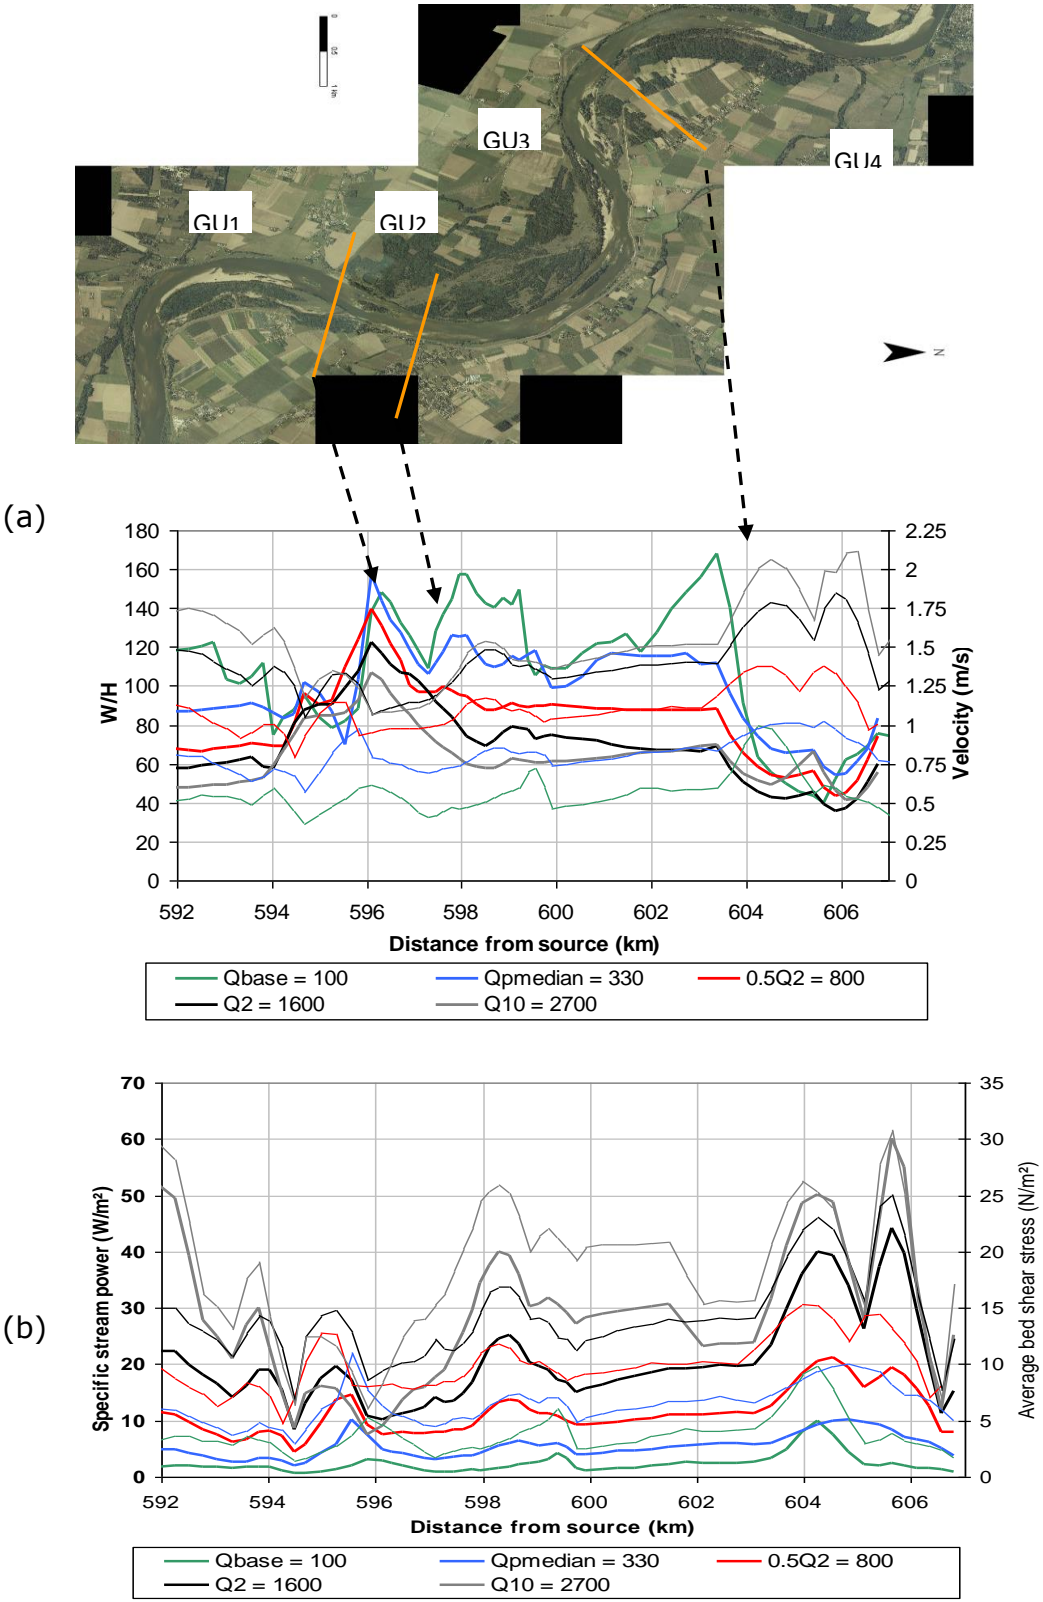 0
0.5
1 km
GU3
GU4
GU1
GU2
N
(a)
180 2.25
160 2
140 1.75
120 1.5
100 1.25
80 1
60 0.75
40 0.5
20 0.25
0 0
W/H
Velocity (m/s)
592 594 596 598 600 602 604 606
Distance from source (km)
Qbase = 100 Qpmedian = 330 0.5Q2 = 800
Q2 = 1600 Q10 = 2700
(b)
70 35
60 30
50 25
40 20
30 15
20 10
10 5
0 0
Specific stream power (W/m²)
Average bed shear stress (N/m²)
592 594 596 598 600 602 604 606
Distance from source (km)
Qbase = 100 Qpmedian = 330 0.5Q2 = 800
Q2 = 1600 Q10 = 2700